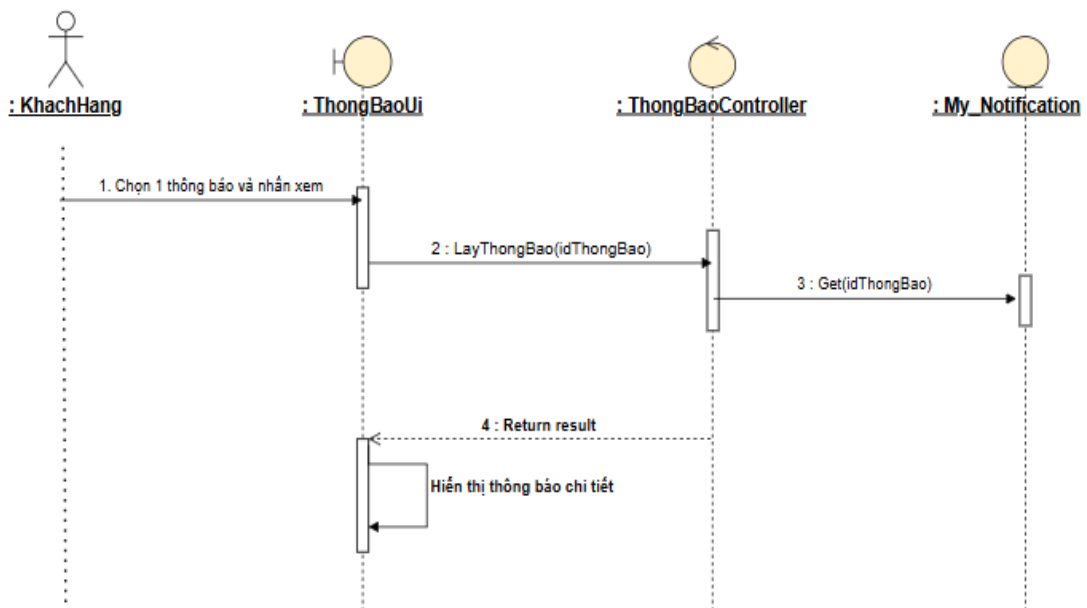 : KhachHang
: ThongBaoUi
: ThongBaoController
: My_Notification
1. Chọn 1 thông báo và nhấn xem
2 : LayThongBao(idThongBao)
3 : Get(idThongBao)
4 : Return result
Hiển thị thông báo chi tiết